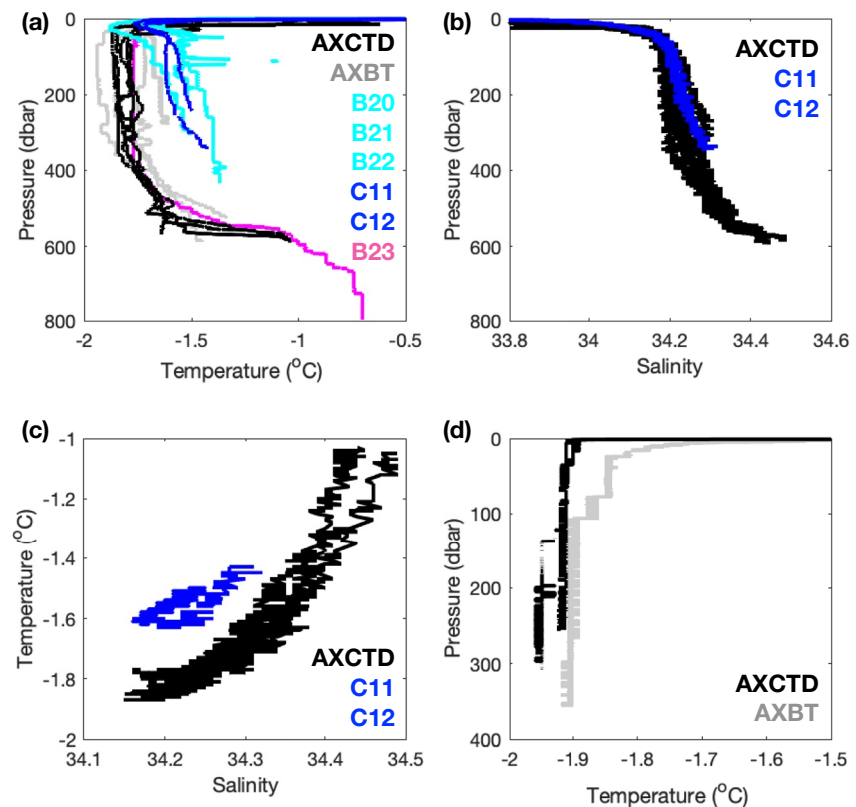 (a)
0
200
400
600
800
Pressure (dbar)
-2
-1.5
-1
-0.5
Temperature (°C)
AXCTD
AXBT
B20
B21
B22
C11
C12
B23
(b)
0
200
400
600
800
Pressure (dbar)
33.8
34
34.2
34.4
34.6
Salinity
AXCTD
C11
C12
(c)
-1
-1.2
-1.4
-1.6
-1.8
-2
Temperature (°C)
34.1
34.2
34.3
34.4
34.5
Salinity
AXCTD
C11
C12
(d)
0
100
200
300
400
Pressure (dbar)
-2
-1.9
-1.8
-1.7
-1.6
-1.5
Temperature (°C)
AXCTD
AXBT